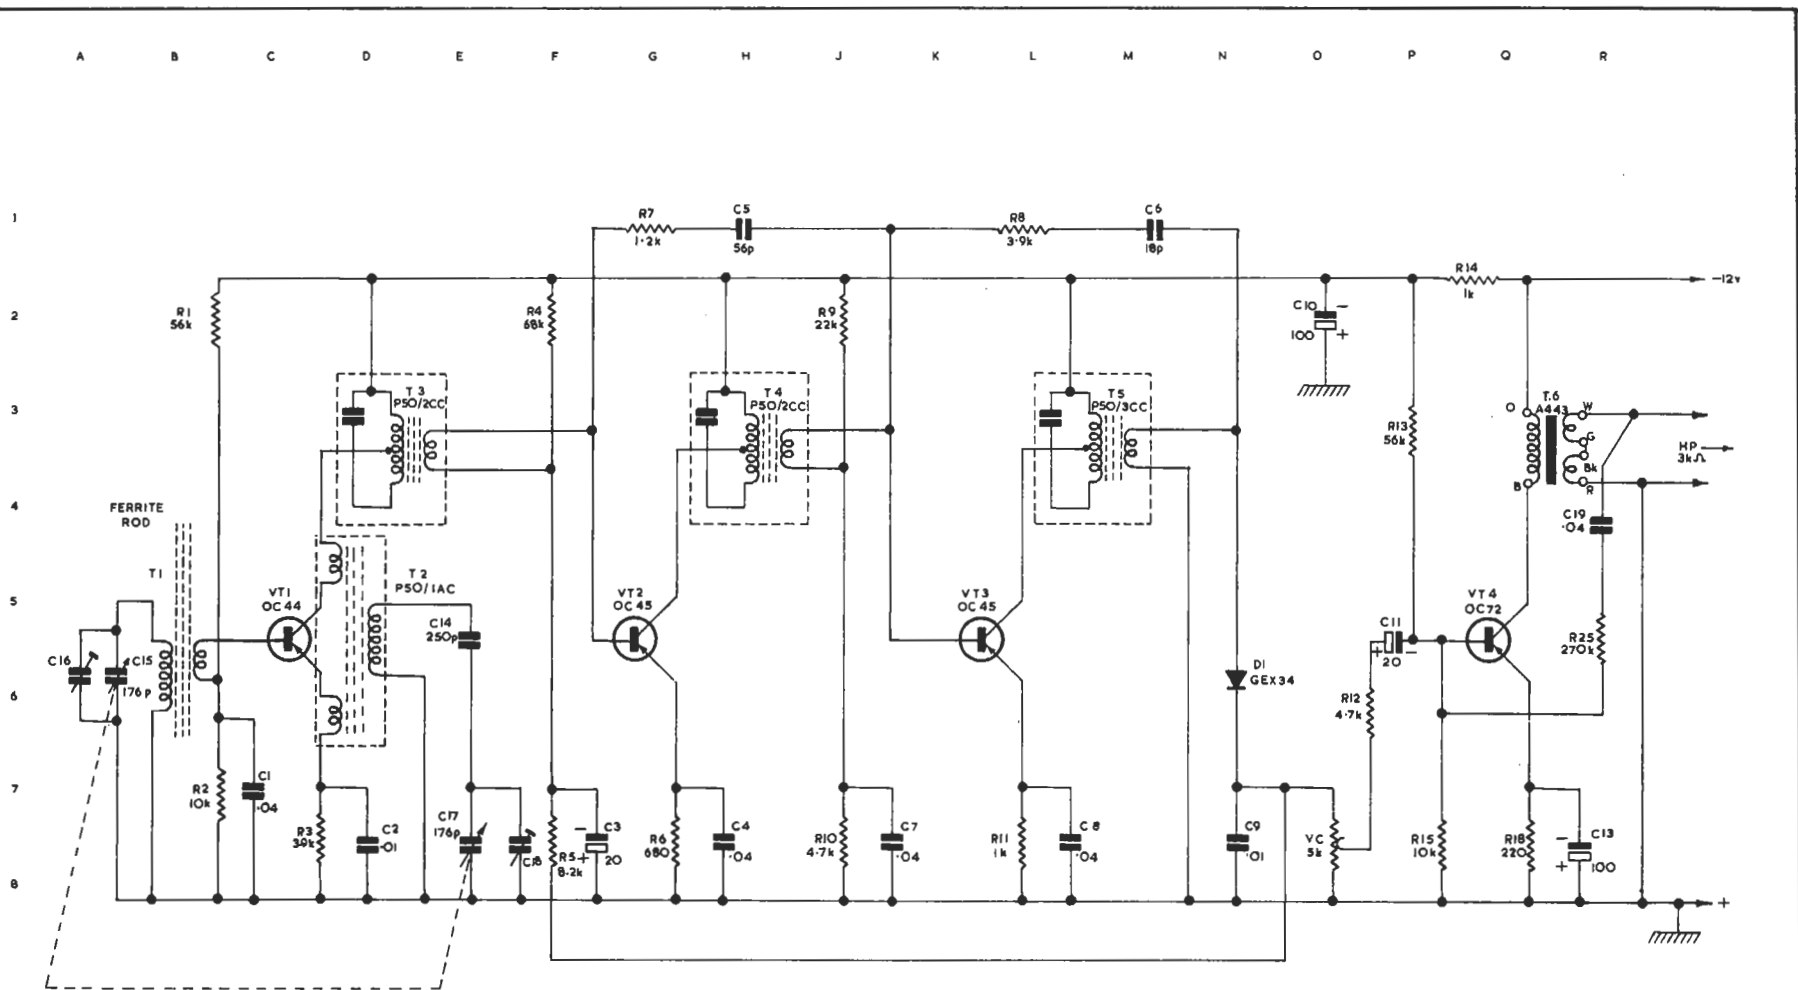 A B C D E F G H J K L M N O P Q R
1
2
3
4
5
6
7
8
R7
1·2k
C5
56p
R8
3·9k
C6
18p
R1
56k
R4
68k
R9
22k
C10
100
−
+
R14
1k
−12v
T3
P50/2CC
T4
P50/2CC
T5
P50/3CC
R13
56k
O
B
T.6
A443
W
G
Bk
R
HP
3kΩ
FERRITE
ROD
T1
VT1
OC44
T2
P50/1AC
C14
250p
VT2
OC45
VT3
OC45
D1
GEX34
C11
+
−
20
VT4
OC72
C19
·04
R25
270k
C16
C15
176p
R12
4·7k
R2
10k
C1
·04
R3
3·9k
C2
·01
C17
176p
C18
R5
8·2k
−
+
C3
20
R6
680
C4
·04
R10
4·7k
C7
·04
R11
1k
C8
·04
C9
·01
VC
5k
R15
10k
R18
220
−
+
C13
100
+